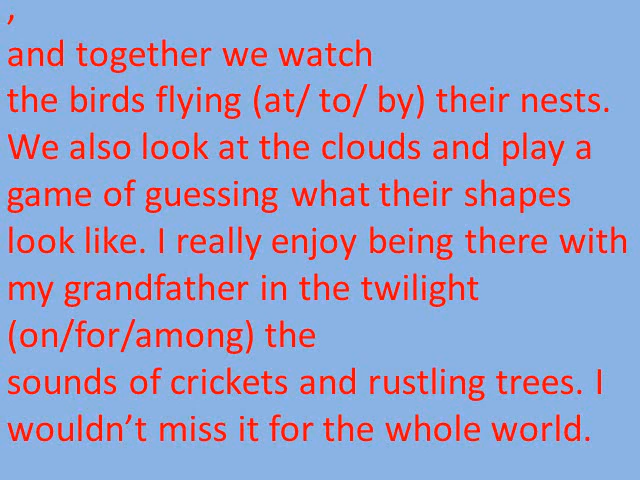 ,
and together we watch
the birds flying (at/ to/ by) their nests.
We also look at the clouds and play a
game of guessing what their shapes
look like. I really enjoy being there with
my grandfather in the twilight
(on/for/among) the
sounds of crickets and rustling trees. I
wouldn’t miss it for the whole world.